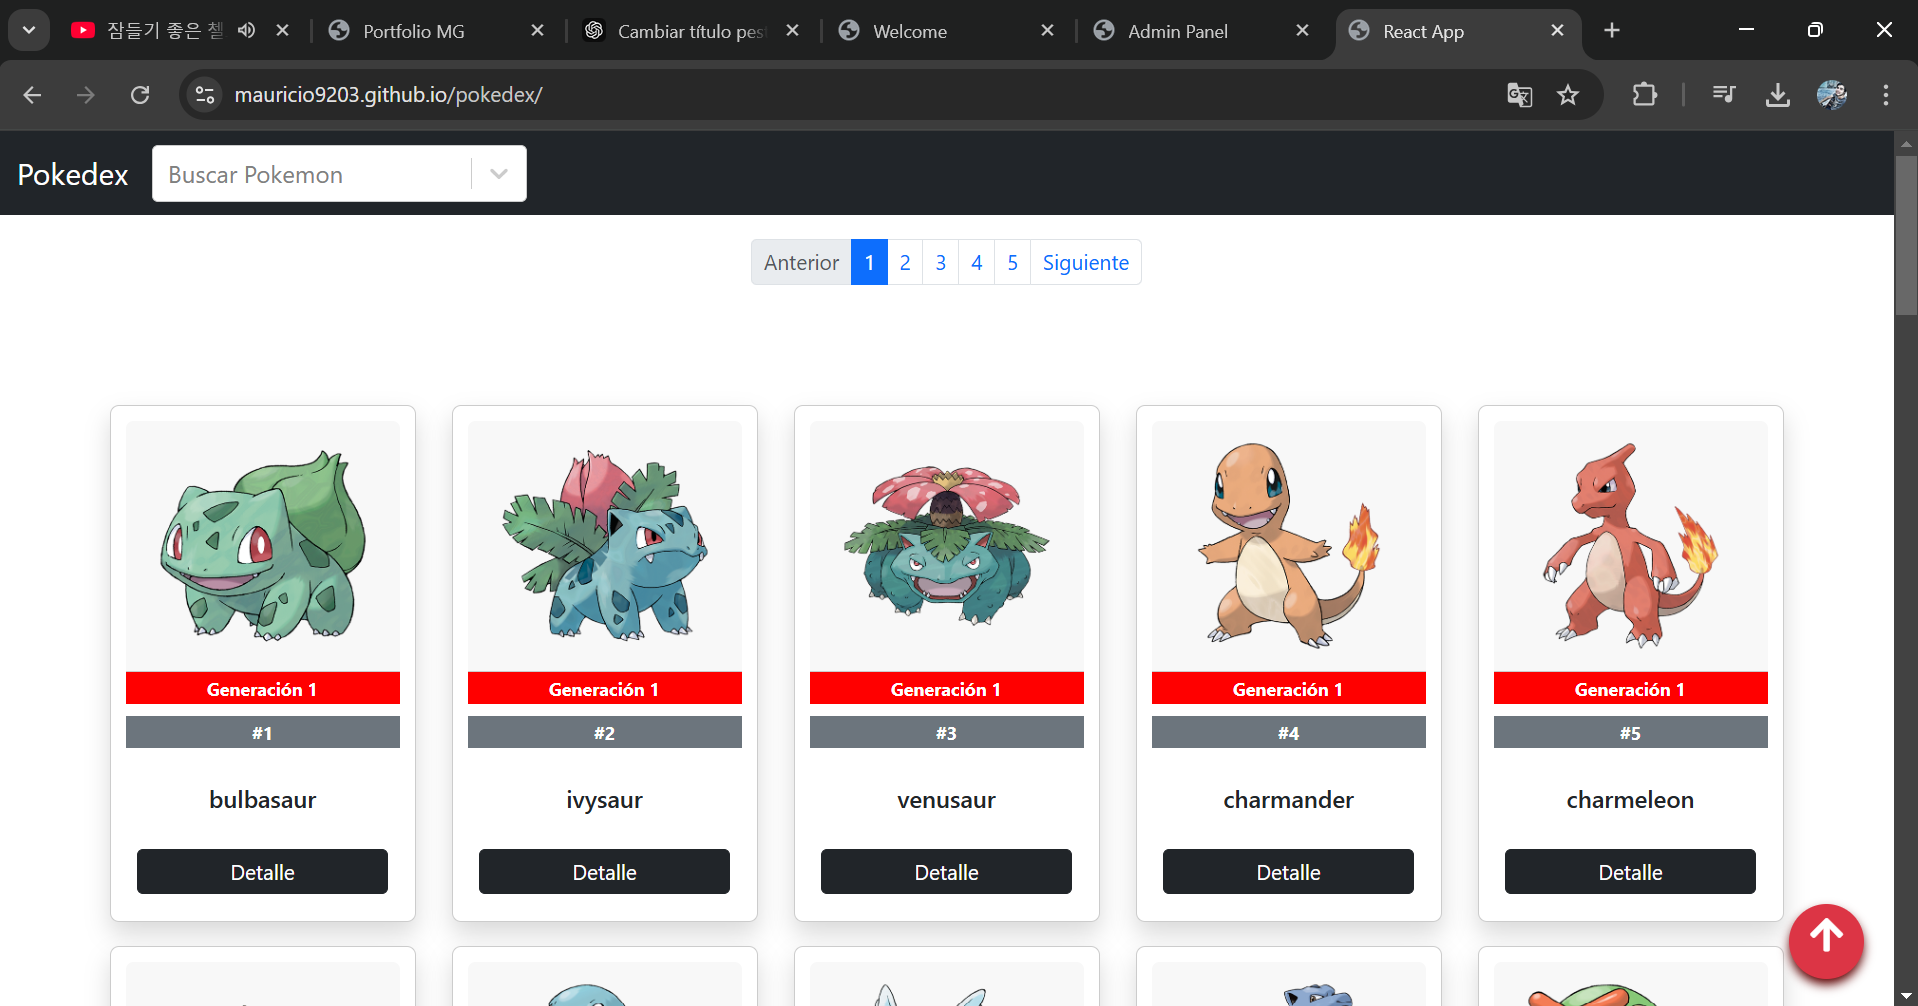 잠들기 좋은 첼
Portfolio MG
Cambiar título pest
Welcome
Admin Panel
React App
mauricio9203.github.io/pokedex/
Pokedex
Buscar Pokemon
Anterior 1 2 3 4 5 Siguiente
Generación 1
#1
bulbasaur
Detalle
Generación 1
#2
ivysaur
Detalle
Generación 1
#3
venusaur
Detalle
Generación 1
#4
charmander
Detalle
Generación 1
#5
charmeleon
Detalle